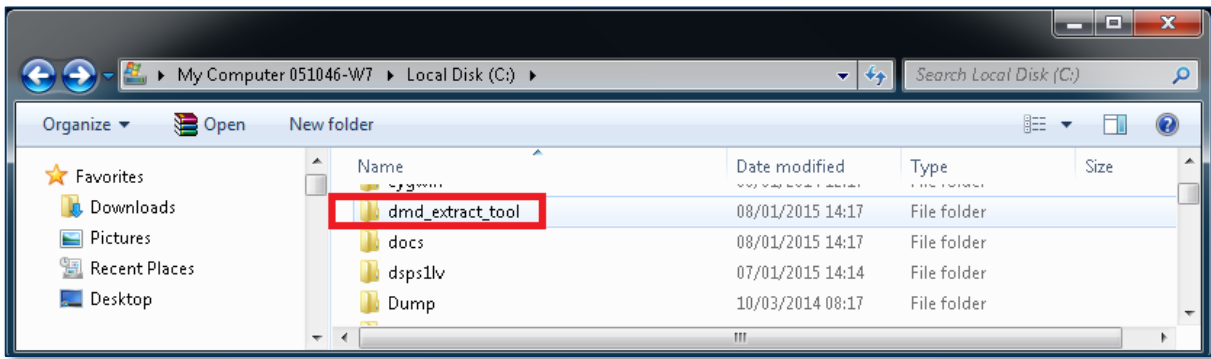 My Computer 051046-W7 Local Disk (C:) Search Local Disk (C:)
Organize Open New folder
Favorites
Downloads
Pictures
Recent Places
Desktop
Name Date modified Type Size
dmd_extract_tool 08/01/2015 14:17 File folder
docs 08/01/2015 14:17 File folder
dsps1lv 07/01/2015 14:14 File folder
Dump 10/03/2014 08:17 File folder